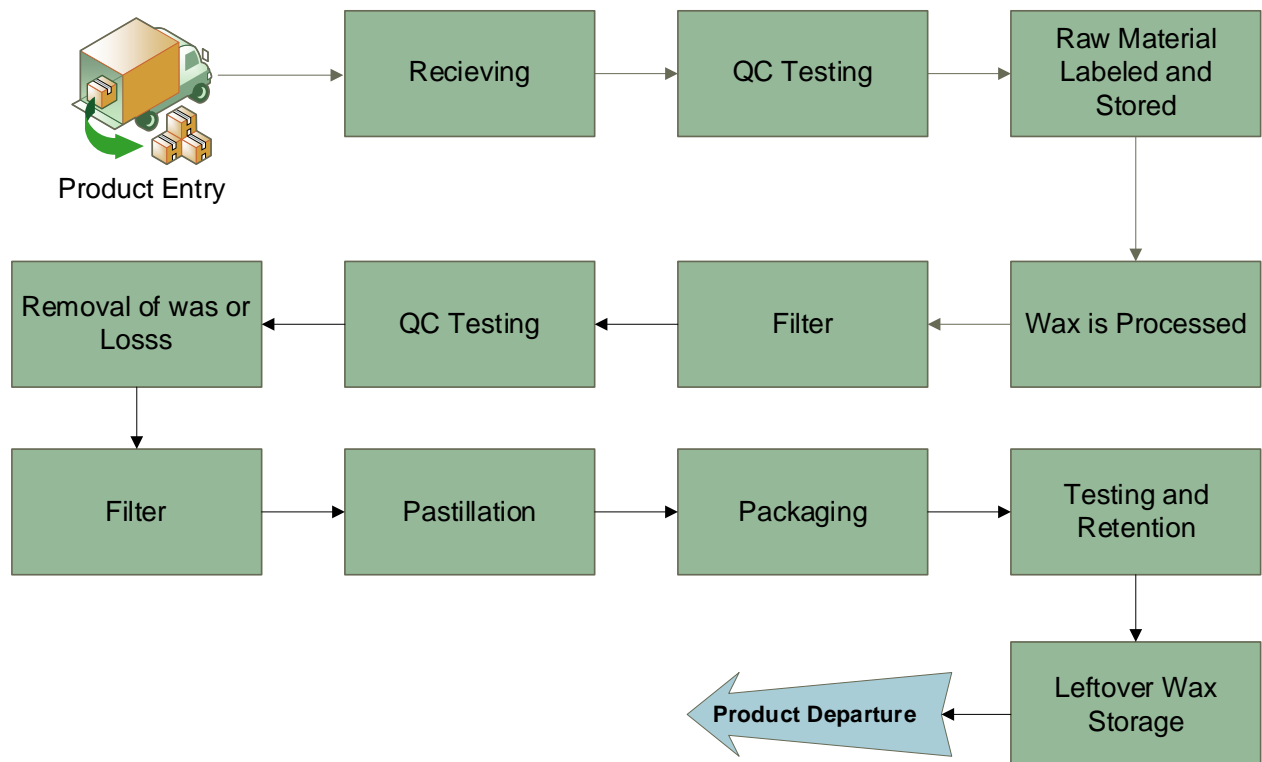 Recieving
QC Testing
Raw Material
Labeled and
Stored
Product Entry
Removal of was or
Losss
QC Testing
Filter
Wax is Processed
Filter
Pastillation
Packaging
Testing and
Retention
Product Departure
Leftover Wax
Storage